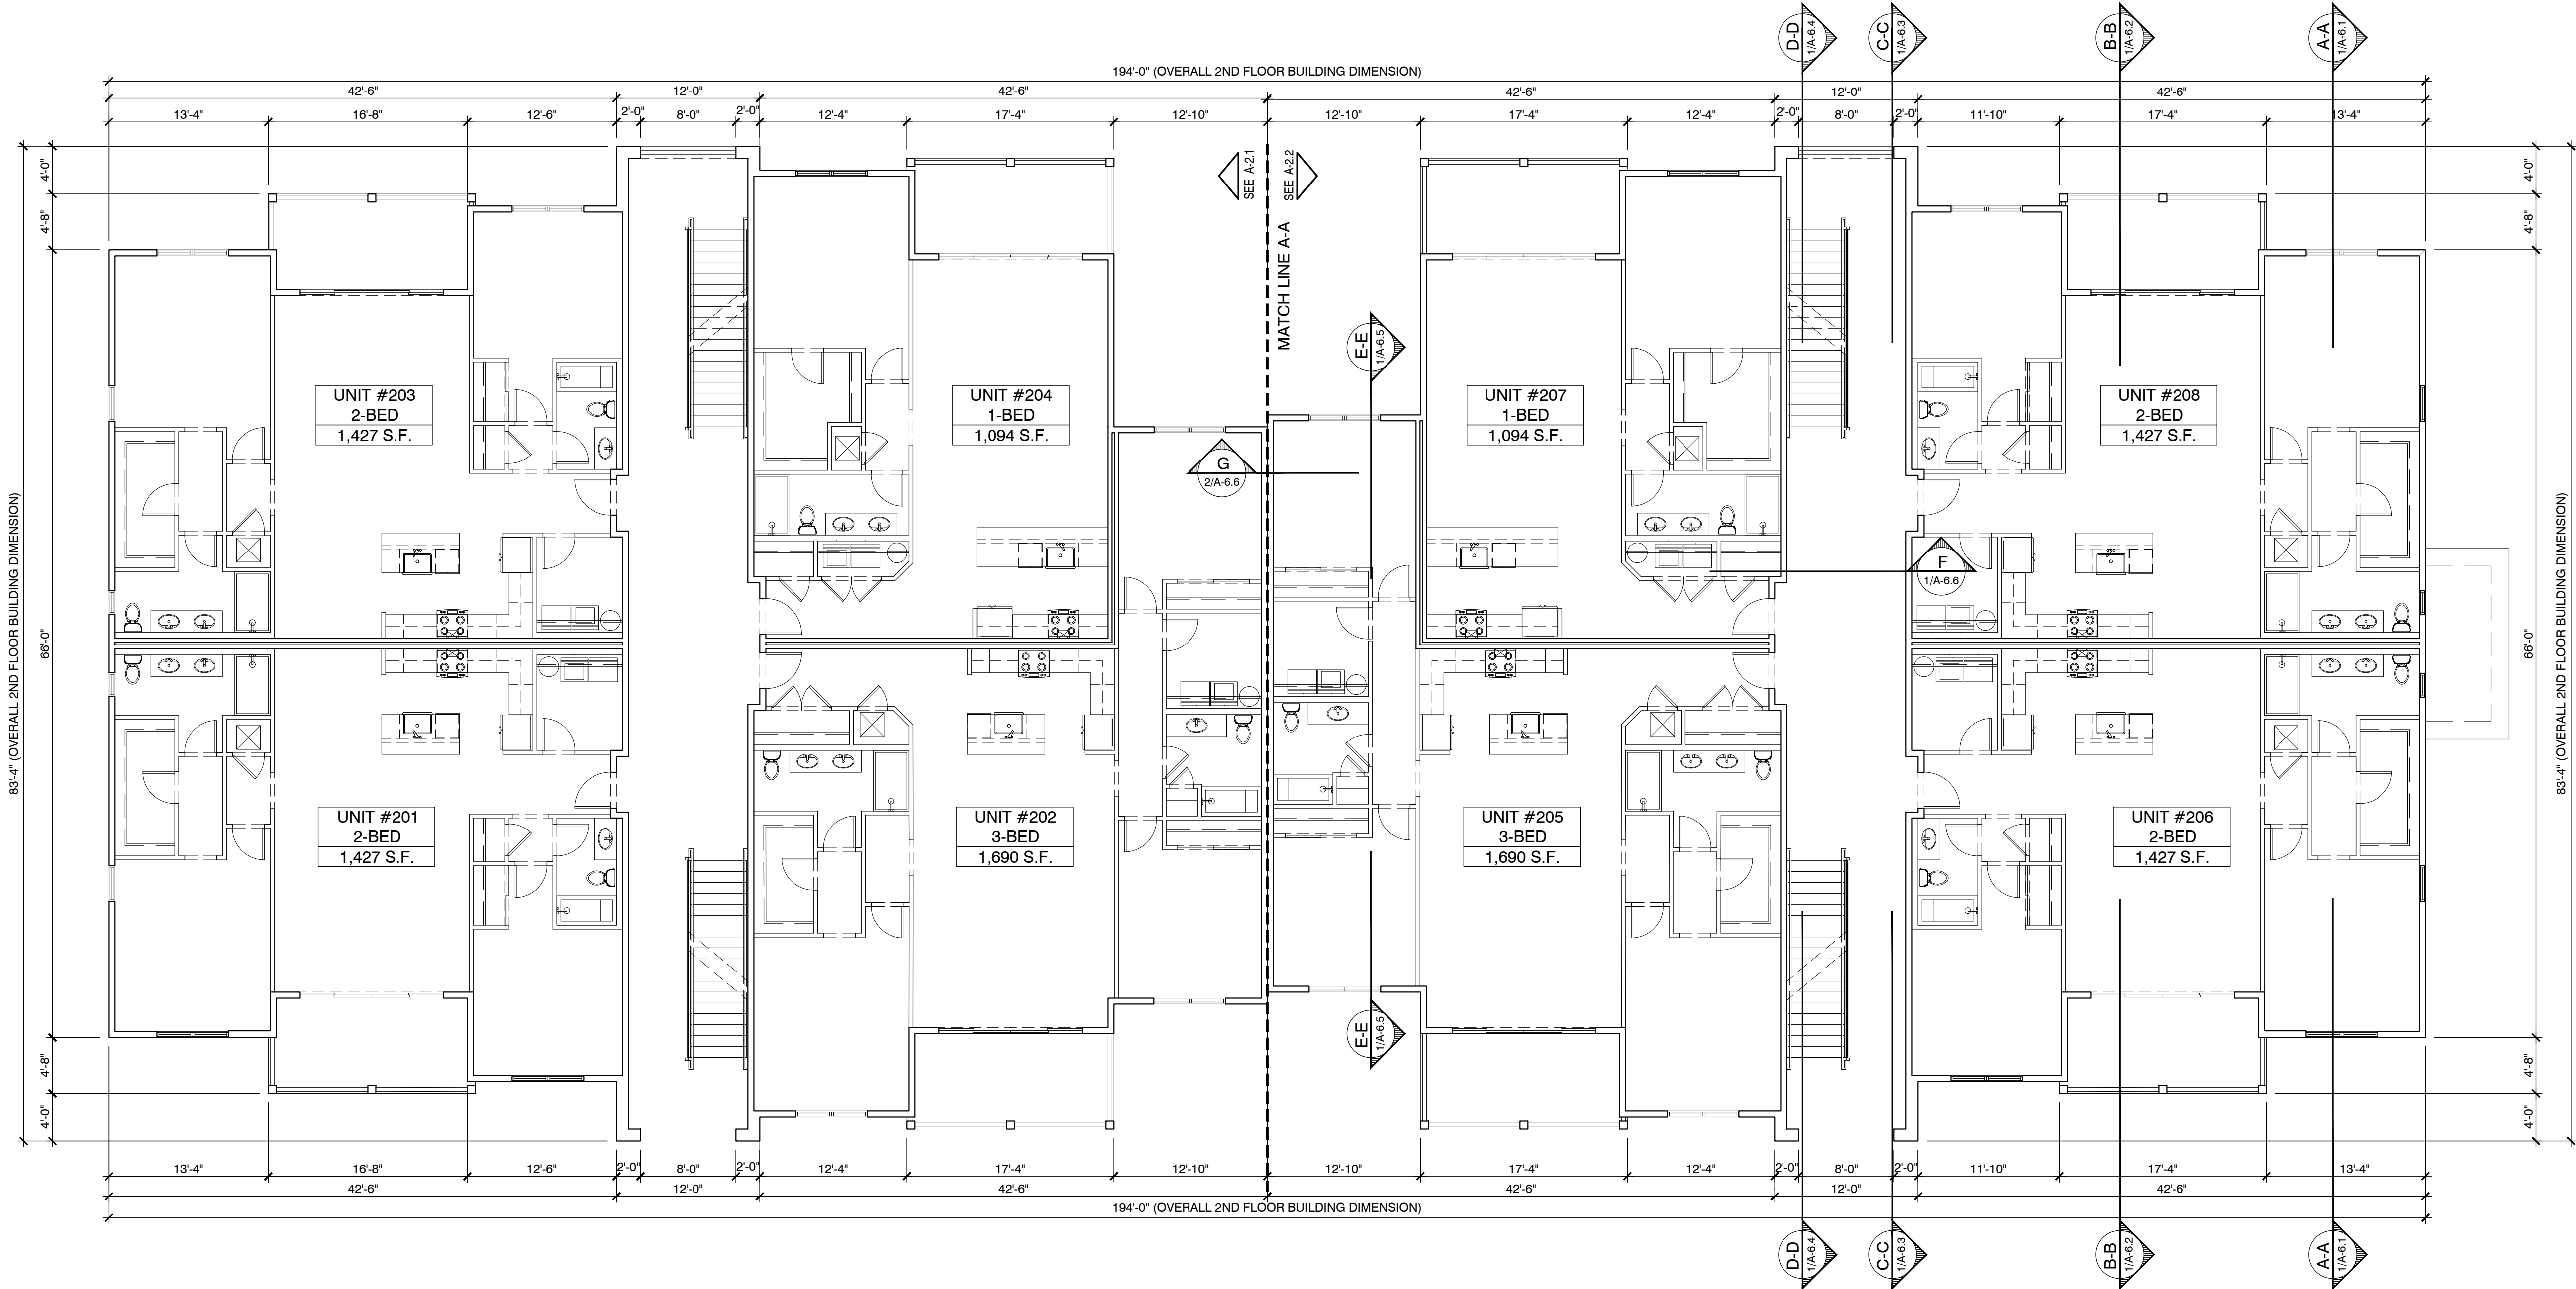 D-D
1/A-6.4
C-C
1/A-6.3
B-B
1/A-6.2
A-A
1/A-6.1
194'-0" (OVERALL 2ND FLOOR BUILDING DIMENSION)
42'-6"
12'-0"
42'-6"
42'-6"
12'-0"
42'-6"
13'-4"
16'-8"
12'-6"
2'-0"
8'-0"
2'-0"
12'-4"
17'-4"
12'-10"
12'-10"
17'-4"
12'-4"
2'-0"
8'-0"
2'-0"
11'-10"
17'-4"
13'-4"
4'-0"
4'-8"
66'-0"
4'-8"
4'-0"
83'-4" (OVERALL 2ND FLOOR BUILDING DIMENSION)
SEE A-2.1
SEE A-2.2
MATCH LINE A-A
E-E
1/A-6.5
UNIT #203
2-BED
1,427 S.F.
UNIT #204
1-BED
1,094 S.F.
UNIT #207
1-BED
1,094 S.F.
UNIT #208
2-BED
1,427 S.F.
G
2/A-6.6
F
1/A-6.6
UNIT #201
2-BED
1,427 S.F.
UNIT #202
3-BED
1,690 S.F.
UNIT #205
3-BED
1,690 S.F.
UNIT #206
2-BED
1,427 S.F.
E-E
1/A-6.5
4'-0"
4'-8"
66'-0"
4'-8"
4'-0"
83'-4" (OVERALL 2ND FLOOR BUILDING DIMENSION)
13'-4"
16'-8"
12'-6"
2'-0"
8'-0"
2'-0"
12'-4"
17'-4"
12'-10"
12'-10"
17'-4"
12'-4"
2'-0"
8'-0"
2'-0"
11'-10"
17'-4"
13'-4"
42'-6"
12'-0"
42'-6"
42'-6"
12'-0"
42'-6"
194'-0" (OVERALL 2ND FLOOR BUILDING DIMENSION)
D-D
1/A-6.4
C-C
1/A-6.3
B-B
1/A-6.2
A-A
1/A-6.1